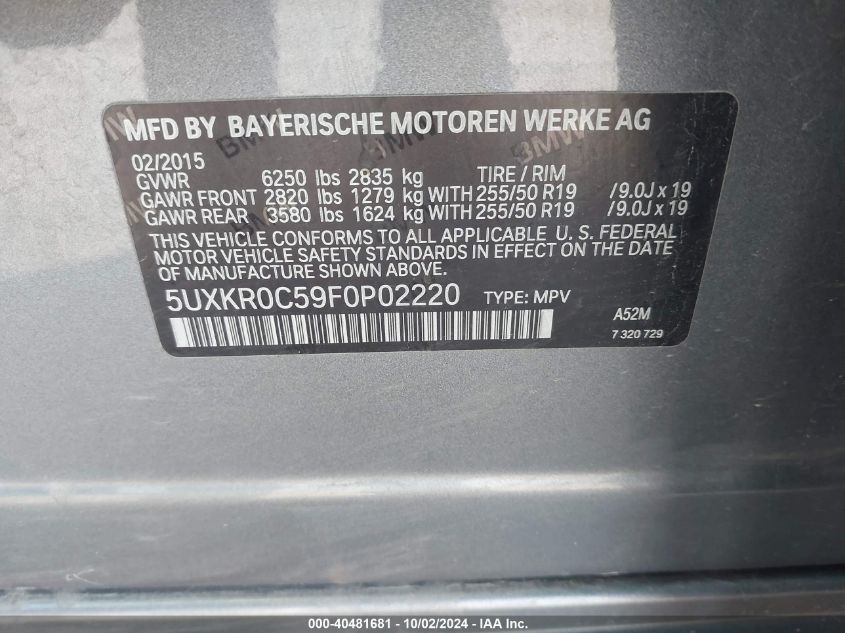 MFD BY BAYERISCHE MOTOREN WERKE AG
02/2015
GVWR 6250 lbs 2835 kg TIRE / RIM
GAWR FRONT 2820 lbs 1279 kg WITH 255/50 R19 /9.0J x 19
GAWR REAR 3580 lbs 1624 kg WITH 255/50 R19 /9.0J x 19
THIS VEHICLE CONFORMS TO ALL APPLICABLE U. S. FEDERAL
MOTOR VEHICLE SAFETY STANDARDS IN EFFECT ON THE DATE
OF MANUFACTURE SHOWN ABOVE.
5UXKR0C59F0P02220 TYPE: MPV
A52M
7 320 729
000-40481681 - 10/02/2024 - IAA Inc.